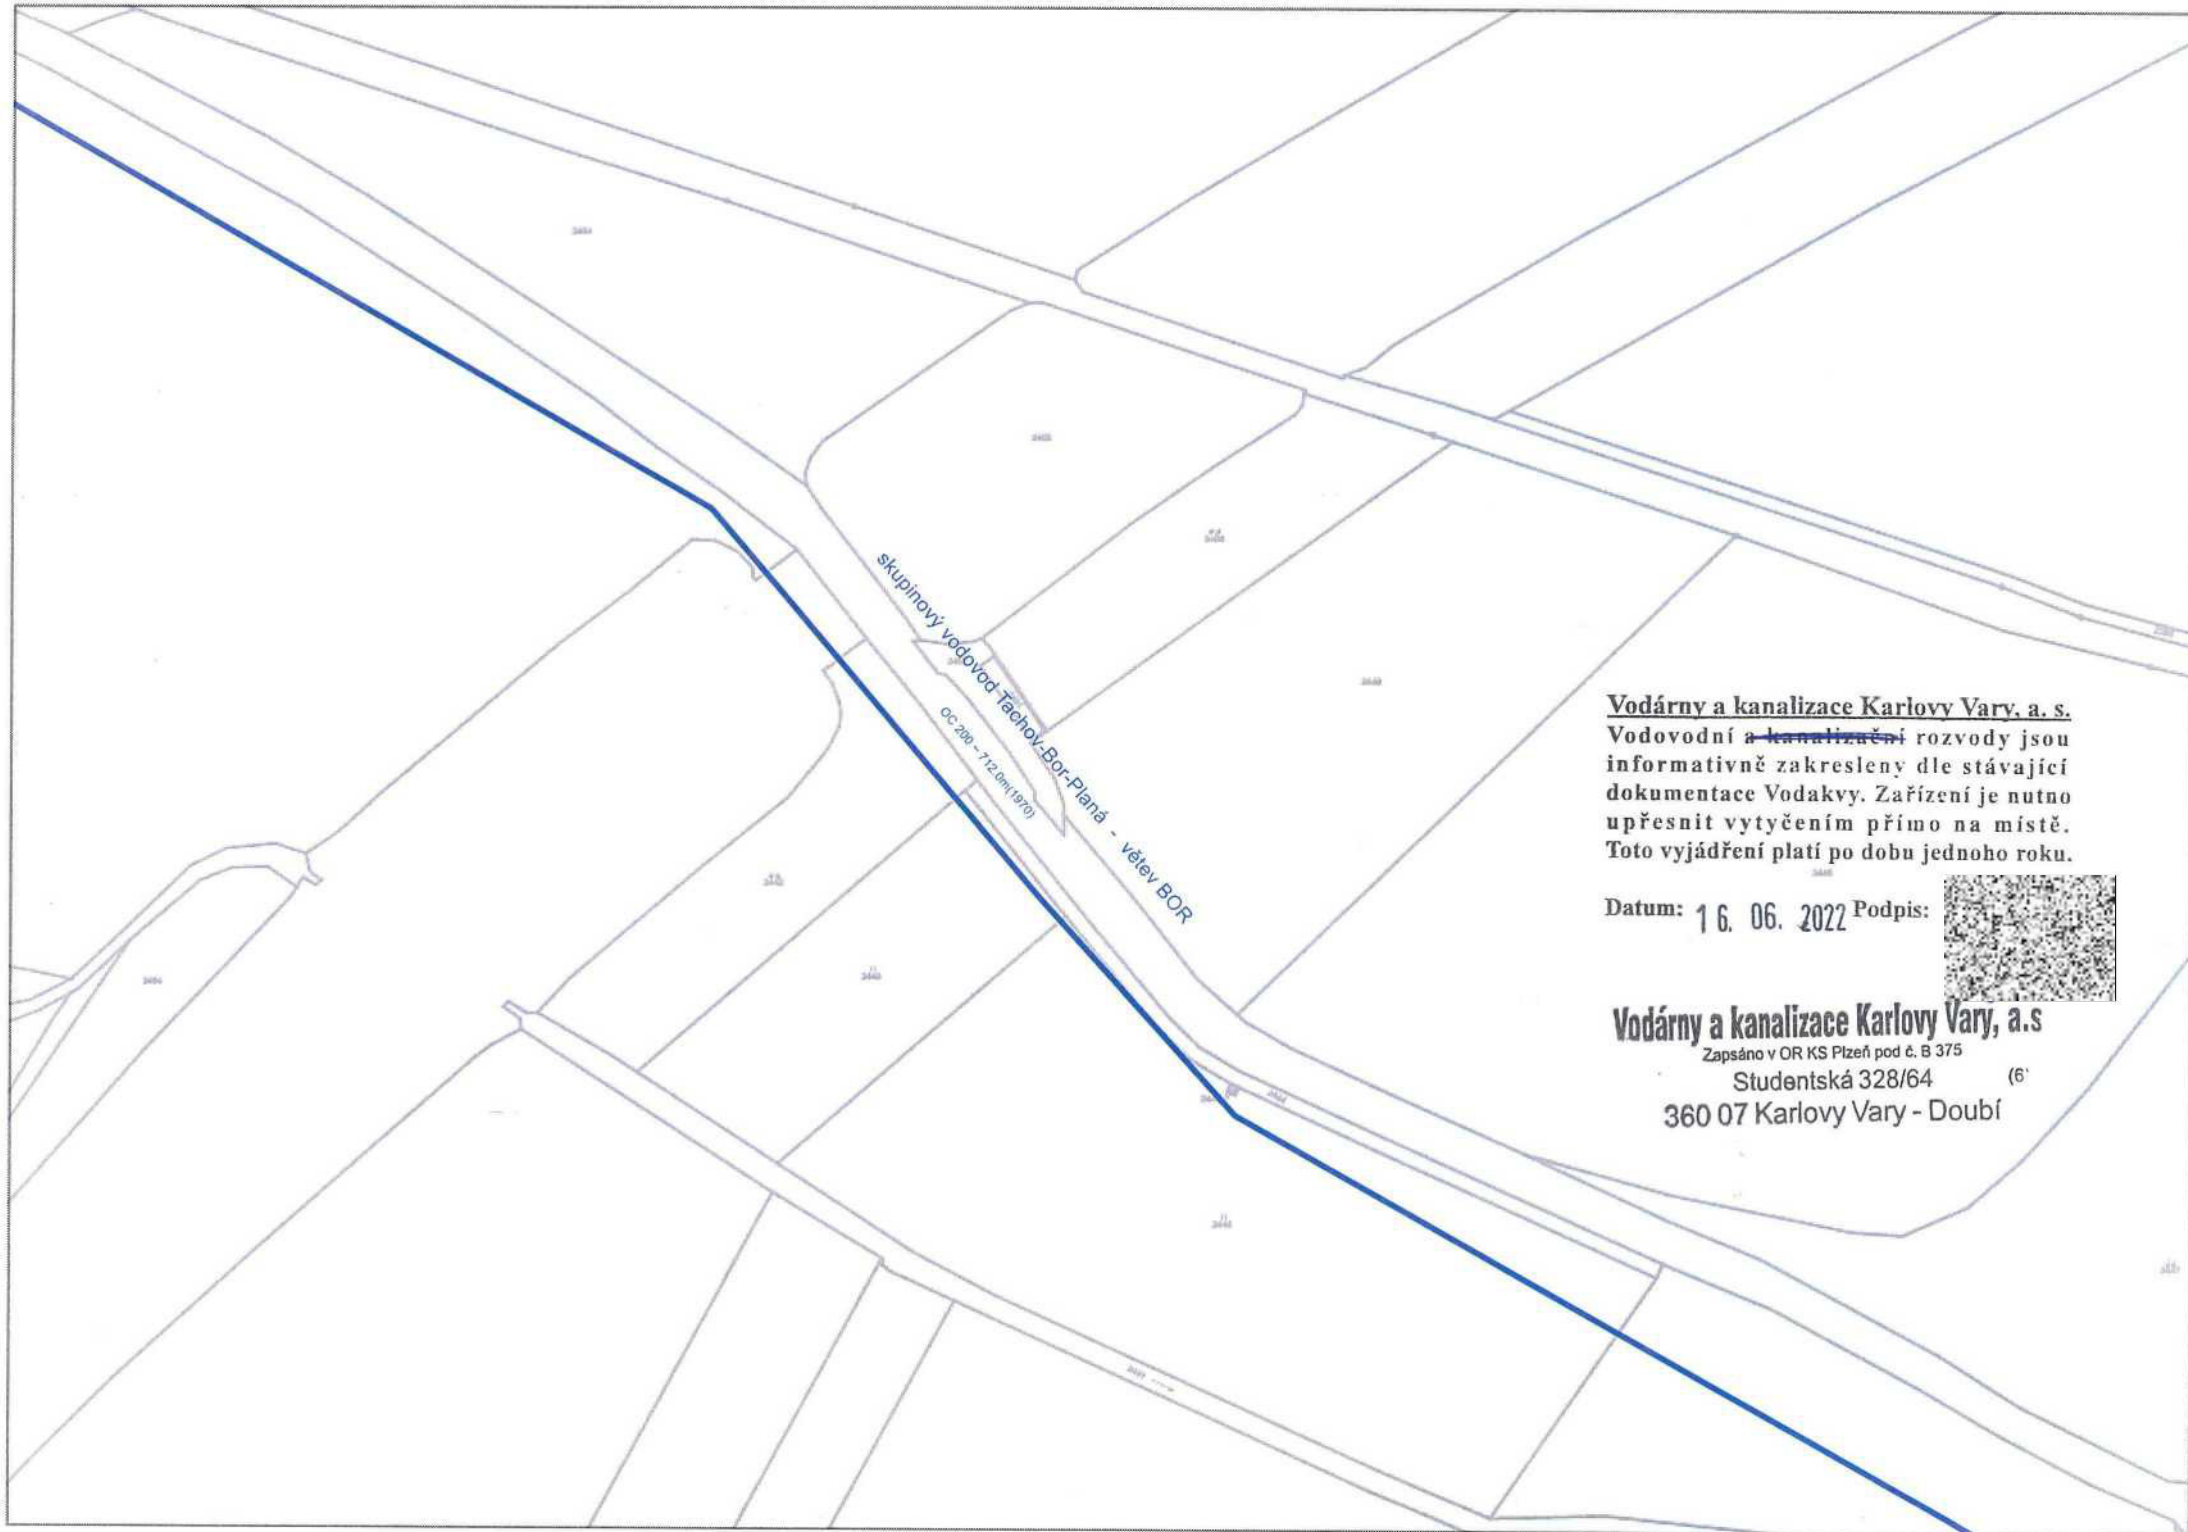 skupinový vodovod Tachov-Bor-Planá - větev BOR
OC 200 - 712.0m(1970)
Vodárny a kanalizace Karlovy Vary, a. s.
Vodovodní a kanalizační rozvody jsou
informativně zakresleny dle stávající
dokumentace Vodakvy. Zařízení je nutno
upřesnit vytyčením přímo na místě.
Toto vyjádření platí po dobu jednoho roku.
Datum: 16. 06. 2022 Podpis:
Vodárny a kanalizace Karlovy Vary, a.s
Zapsáno v OR KS Plzeň pod č. B 375
Studentská 328/64 (6
360 07 Karlovy Vary - Doubí